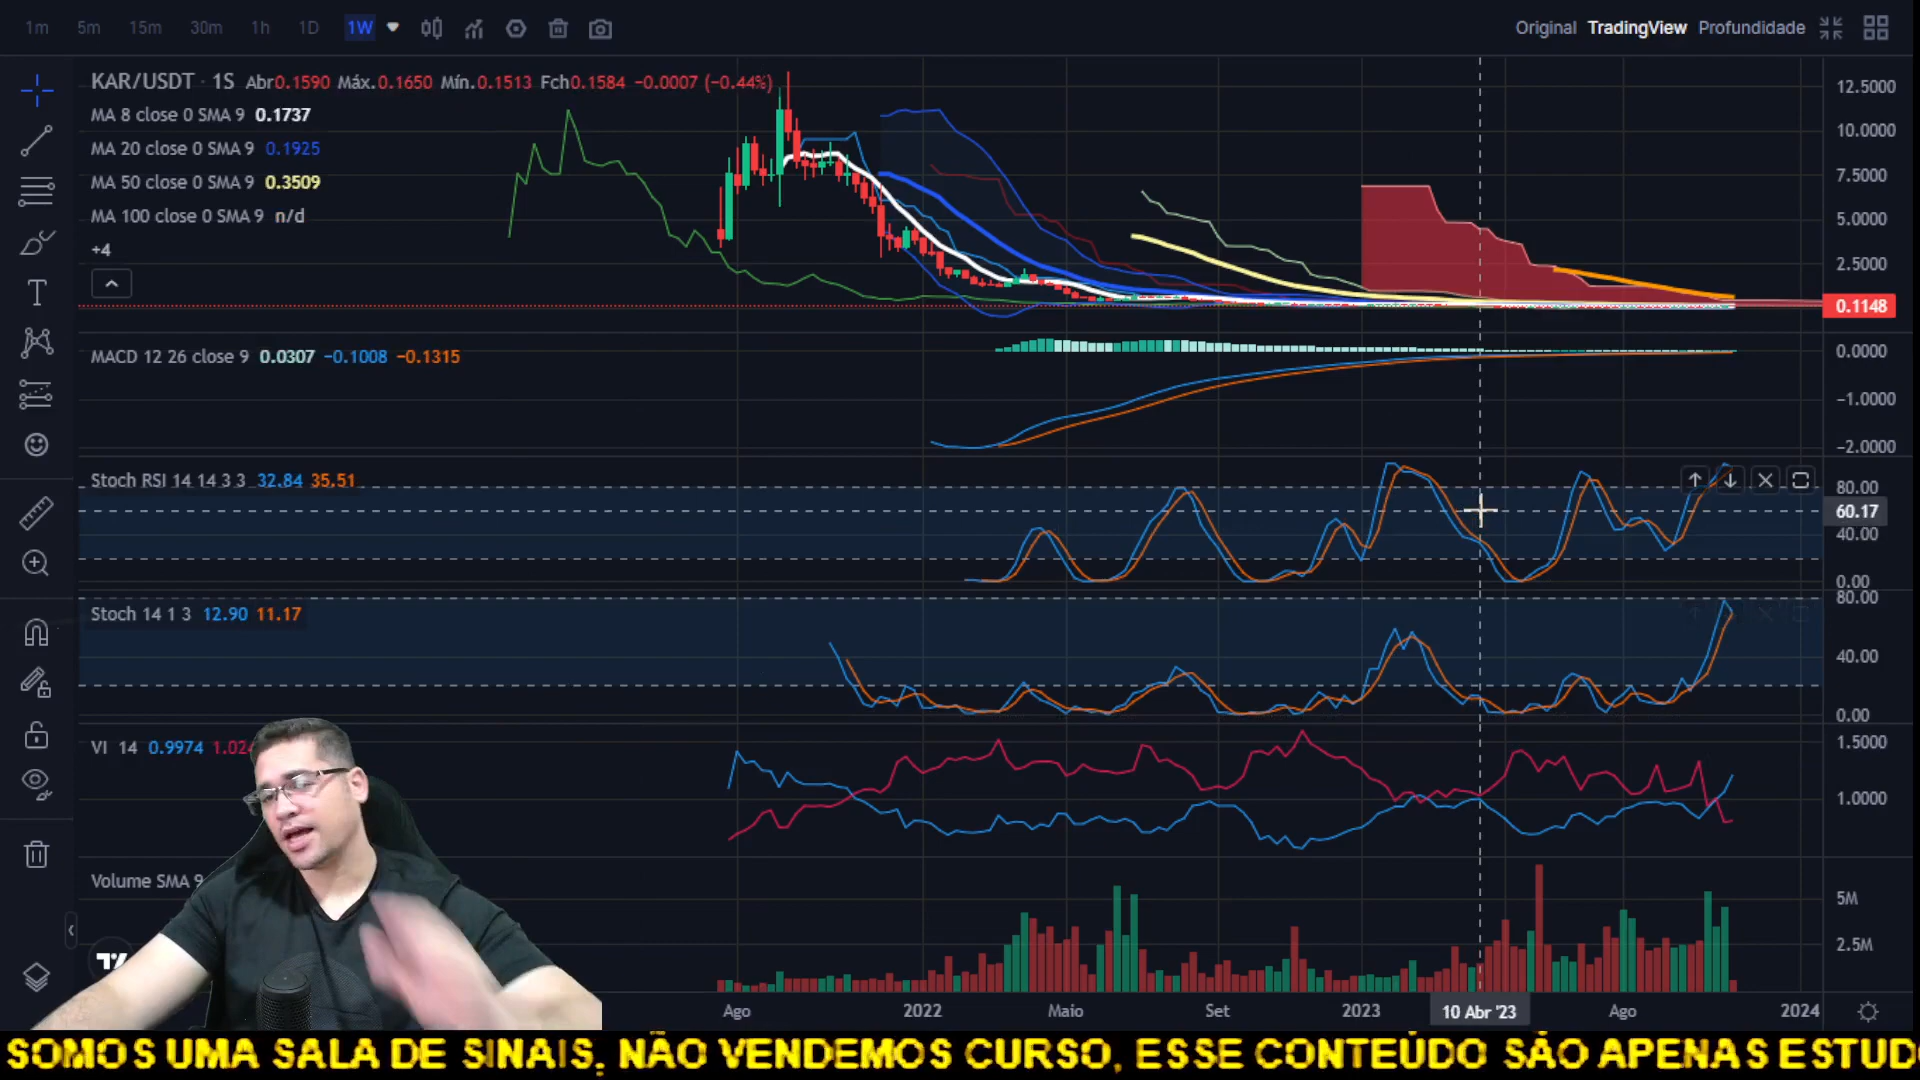 1m 5m 15m 30m 1h 1D 1W
Original TradingView Profundidade
KAR/USDT · 1S Abr0.1590 Máx.0.1650 Mín.0.1513 Fch0.1584 −0.0007 (−0.44%)
MA 8 close 0 SMA 9 0.1737
MA 20 close 0 SMA 9 0.1925
MA 50 close 0 SMA 9 0.3509
MA 100 close 0 SMA 9 n/d
+4
12.5000
10.0000
7.5000
5.0000
2.5000
0.1148
MACD 12 26 close 9 0.0307 −0.1008 −0.1315
0.0000
−1.0000
−2.0000
Stoch RSI 14 14 3 3 32.84 35.51
80.00
60.17
40.00
0.00
Stoch 14 1 3 12.90 11.17
80.00
40.00
0.00
VI 14 0.9974
1.5000
1.0000
Volume SMA 9
5M
2.5M
Ago 2022 Maio Set 2023 10 Abr '23 Ago 2024
SOMOS UMA SALA DE SINAIS, NÃO VENDEMOS CURSO, ESSE CONTEÚDO SÃO APENAS ESTUD